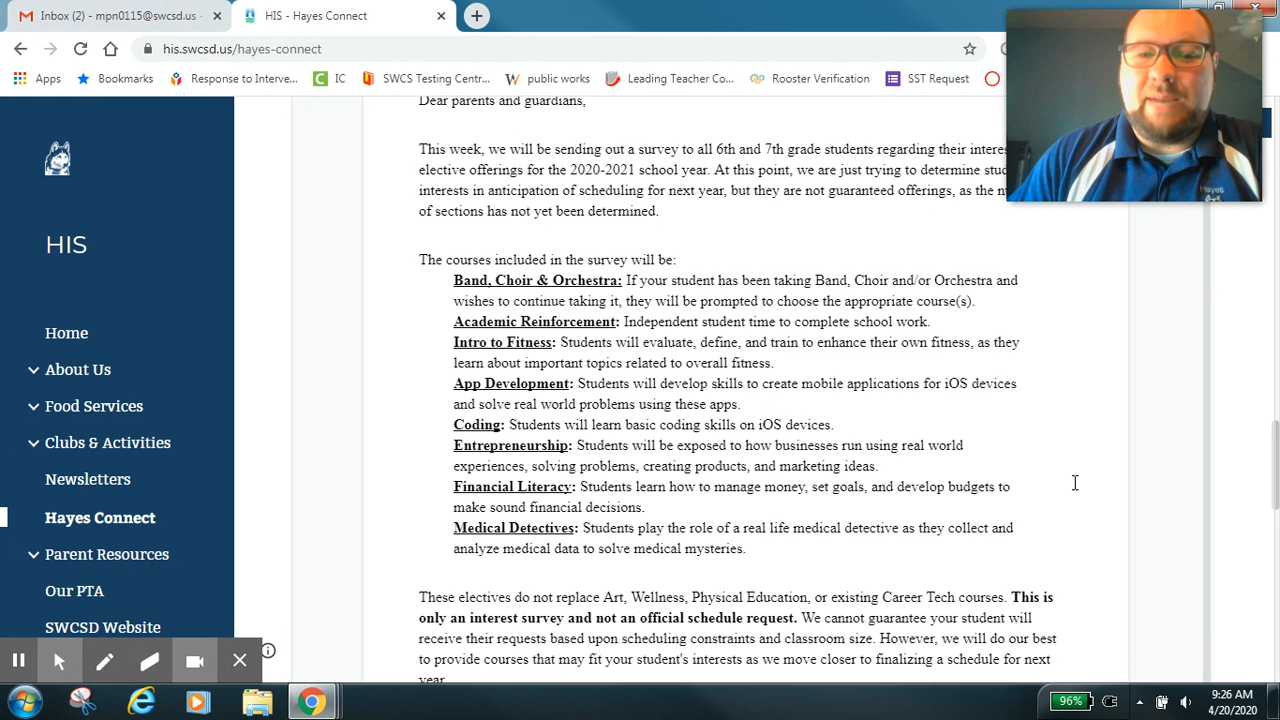 Inbox (2) - mpn0115@swcsd.us -
HIS - Hayes Connect
his.swcsd.us/hayes-connect
Apps
Bookmarks
Response to Interve...
IC
SWCS Testing Centr...
public works
Leading Teacher Co...
Rooster Verification
SST Request
HIS
Home
About Us
Food Services
Clubs & Activities
Newsletters
Hayes Connect
Parent Resources
Our PTA
SWCSD Website
Dear parents and guardians,
This week, we will be sending out a survey to all 6th and 7th grade students regarding their
elective offerings for the 2020-2021 school year. At this point, we are just trying to determine
interests in anticipation of scheduling for next year, but they are not guaranteed offerings, as the
of sections has not yet been determined.
The courses included in the survey will be:
Band, Choir & Orchestra: If your student has been taking Band, Choir and/or Orchestra and
wishes to continue taking it, they will be prompted to choose the appropriate course(s).
Academic Reinforcement: Independent student time to complete school work.
Intro to Fitness: Students will evaluate, define, and train to enhance their own fitness, as they
learn about important topics related to overall fitness.
App Development: Students will develop skills to create mobile applications for iOS devices
and solve real world problems using these apps.
Coding: Students will learn basic coding skills on iOS devices.
Entrepreneurship: Students will be exposed to how businesses run using real world
experiences, solving problems, creating products, and marketing ideas.
Financial Literacy: Students learn how to manage money, set goals, and develop budgets to
make sound financial decisions.
Medical Detectives: Students play the role of a real life medical detective as they collect and
analyze medical data to solve medical mysteries.
These electives do not replace Art, Wellness, Physical Education, or existing Career Tech courses. This is
only an interest survey and not an official schedule request. We cannot guarantee your student will
receive their requests based upon scheduling constraints and classroom size. However, we will do our best
to provide courses that may fit your student's interests as we move closer to finalizing a schedule for next
year.
Hayes
96%
9:26 AM
4/20/2020